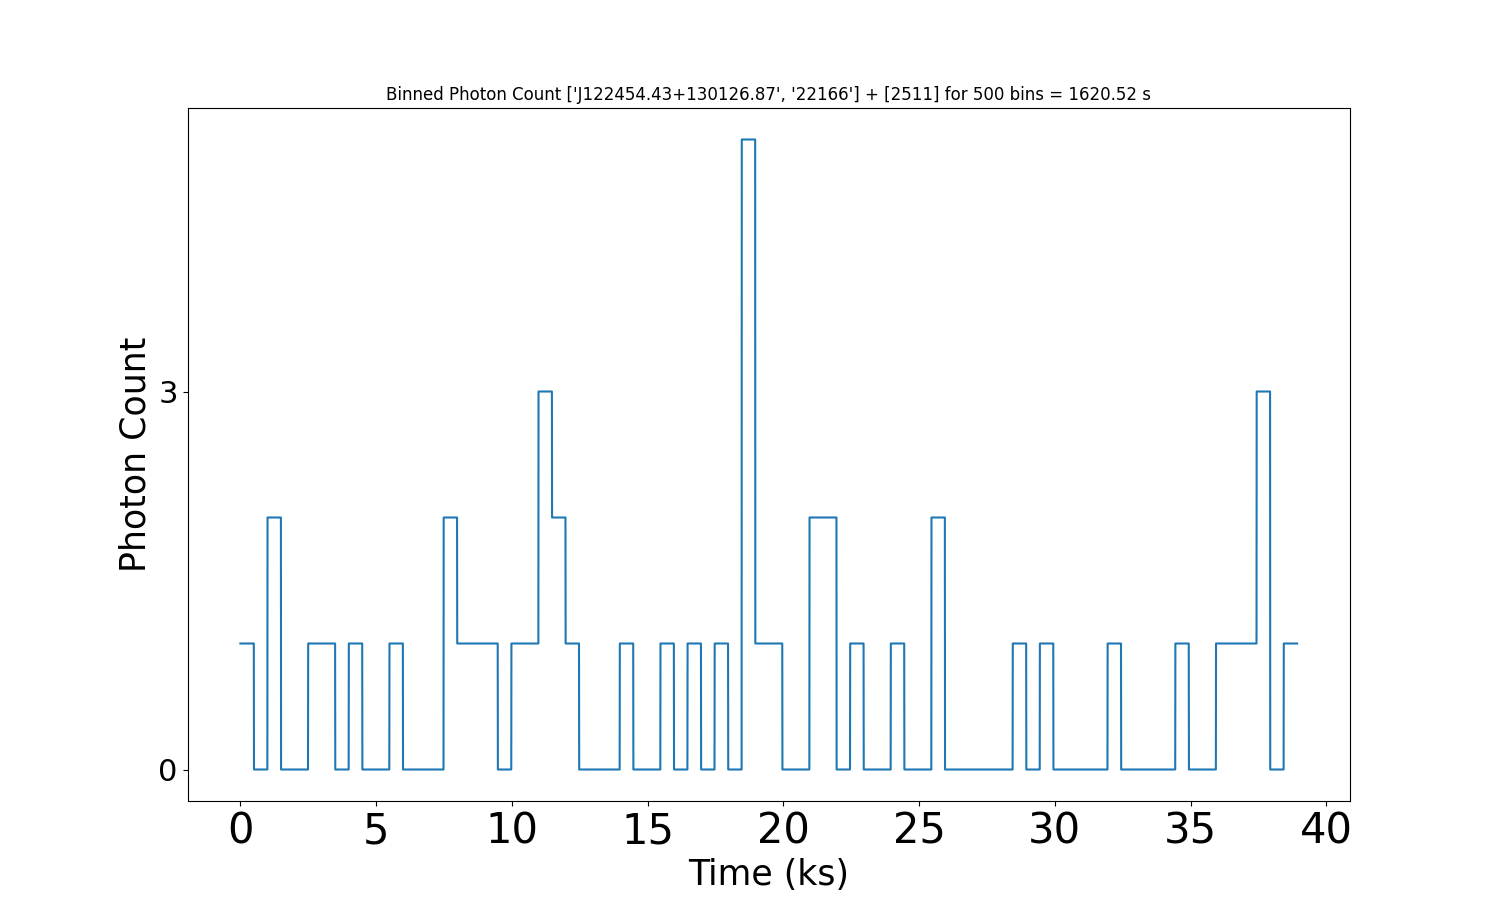 Binned Photon Count ['J122454.43+130126.87', '22166'] + [2511] for 500 bins = 1620.52 s
Photon Count
3
0
0 5 10 15 20 25 30 35 40
Time (ks)